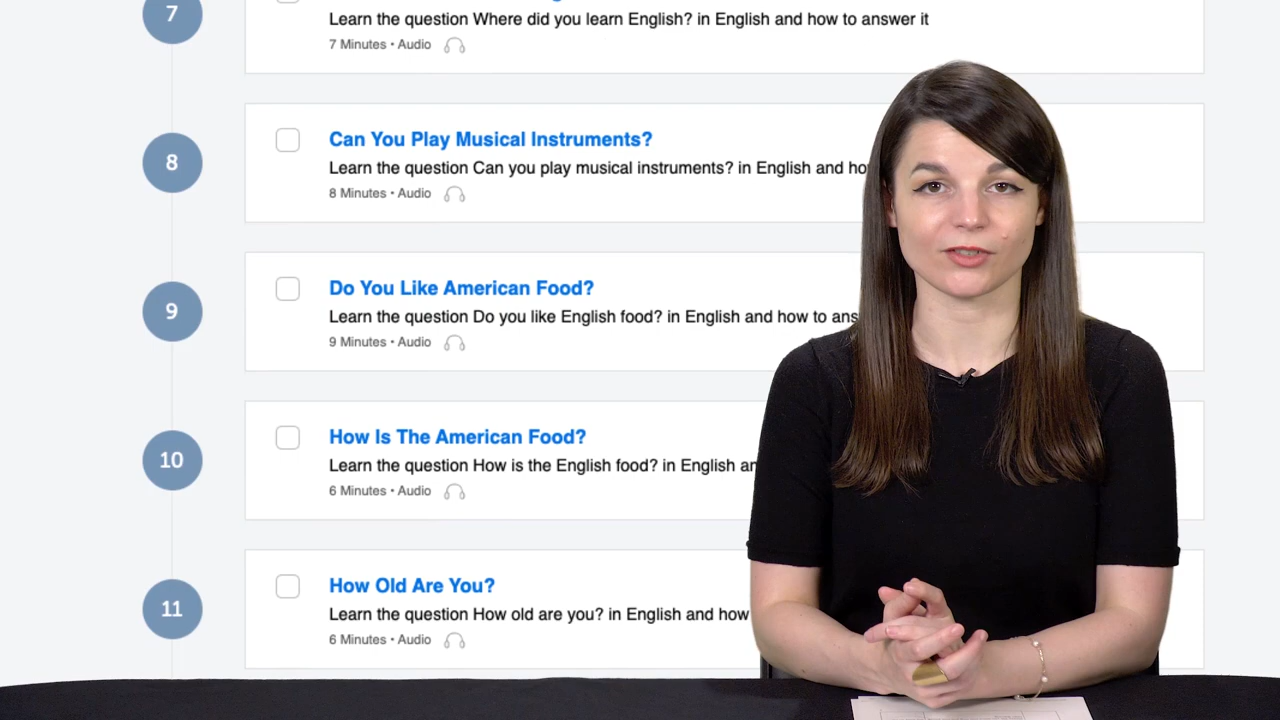 7
Learn the question Where did you learn English? in English and how to answer it
7 Minutes • Audio
8
Can You Play Musical Instruments?
Learn the question Can you play musical instruments? in English and
8 Minutes • Audio
9
Do You Like American Food?
Learn the question Do you like English food? in English and how to
9 Minutes • Audio
10
How Is The American Food?
Learn the question How is the English food? in English
6 Minutes • Audio
11
How Old Are You?
Learn the question How old are you? in English and how
6 Minutes • Audio